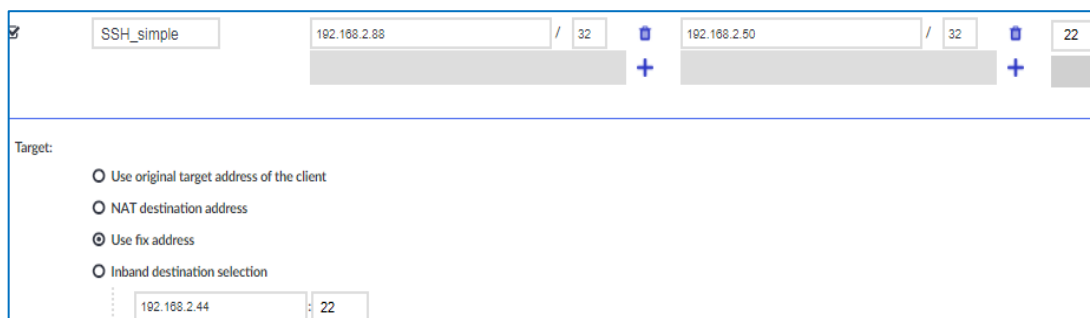 SSH_simple 192.168.2.88 / 32 192.168.2.50 / 32 22
Target:
Use original target address of the client
NAT destination address
Use fix address
Inband destination selection
192.168.2.44 : 22